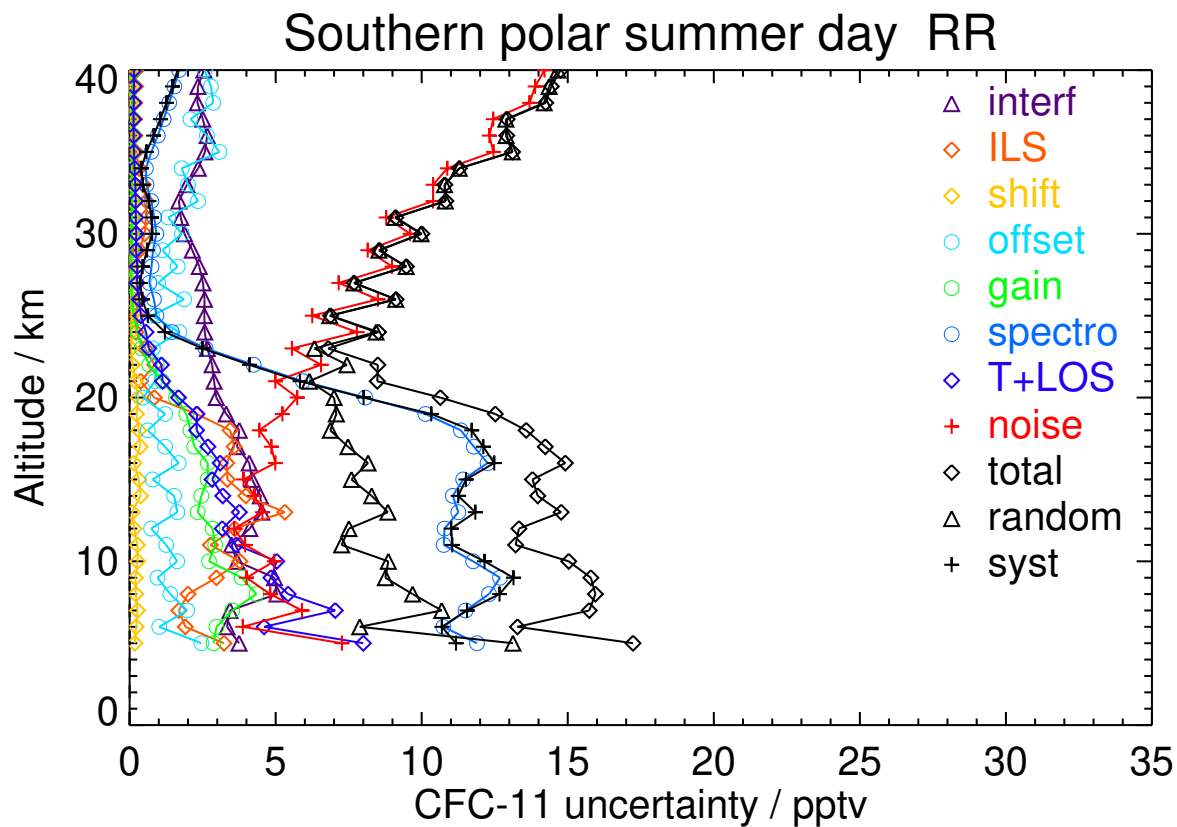 Southern polar summer day  RR
40
30
20
10
0
Altitude / km
interf
ILS
shift
offset
gain
spectro
T+LOS
noise
total
random
syst
0 5 10 15 20 25 30 35
CFC-11 uncertainty / pptv